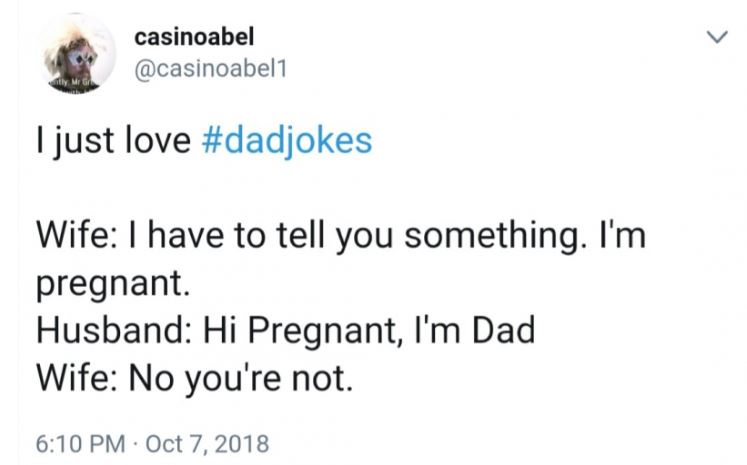 casinoabel
@casinoabel1
I just love #dadjokes
Wife: I have to tell you something. I'm
pregnant.
Husband: Hi Pregnant, I'm Dad
Wife: No you're not.
6:10 PM · Oct 7, 2018